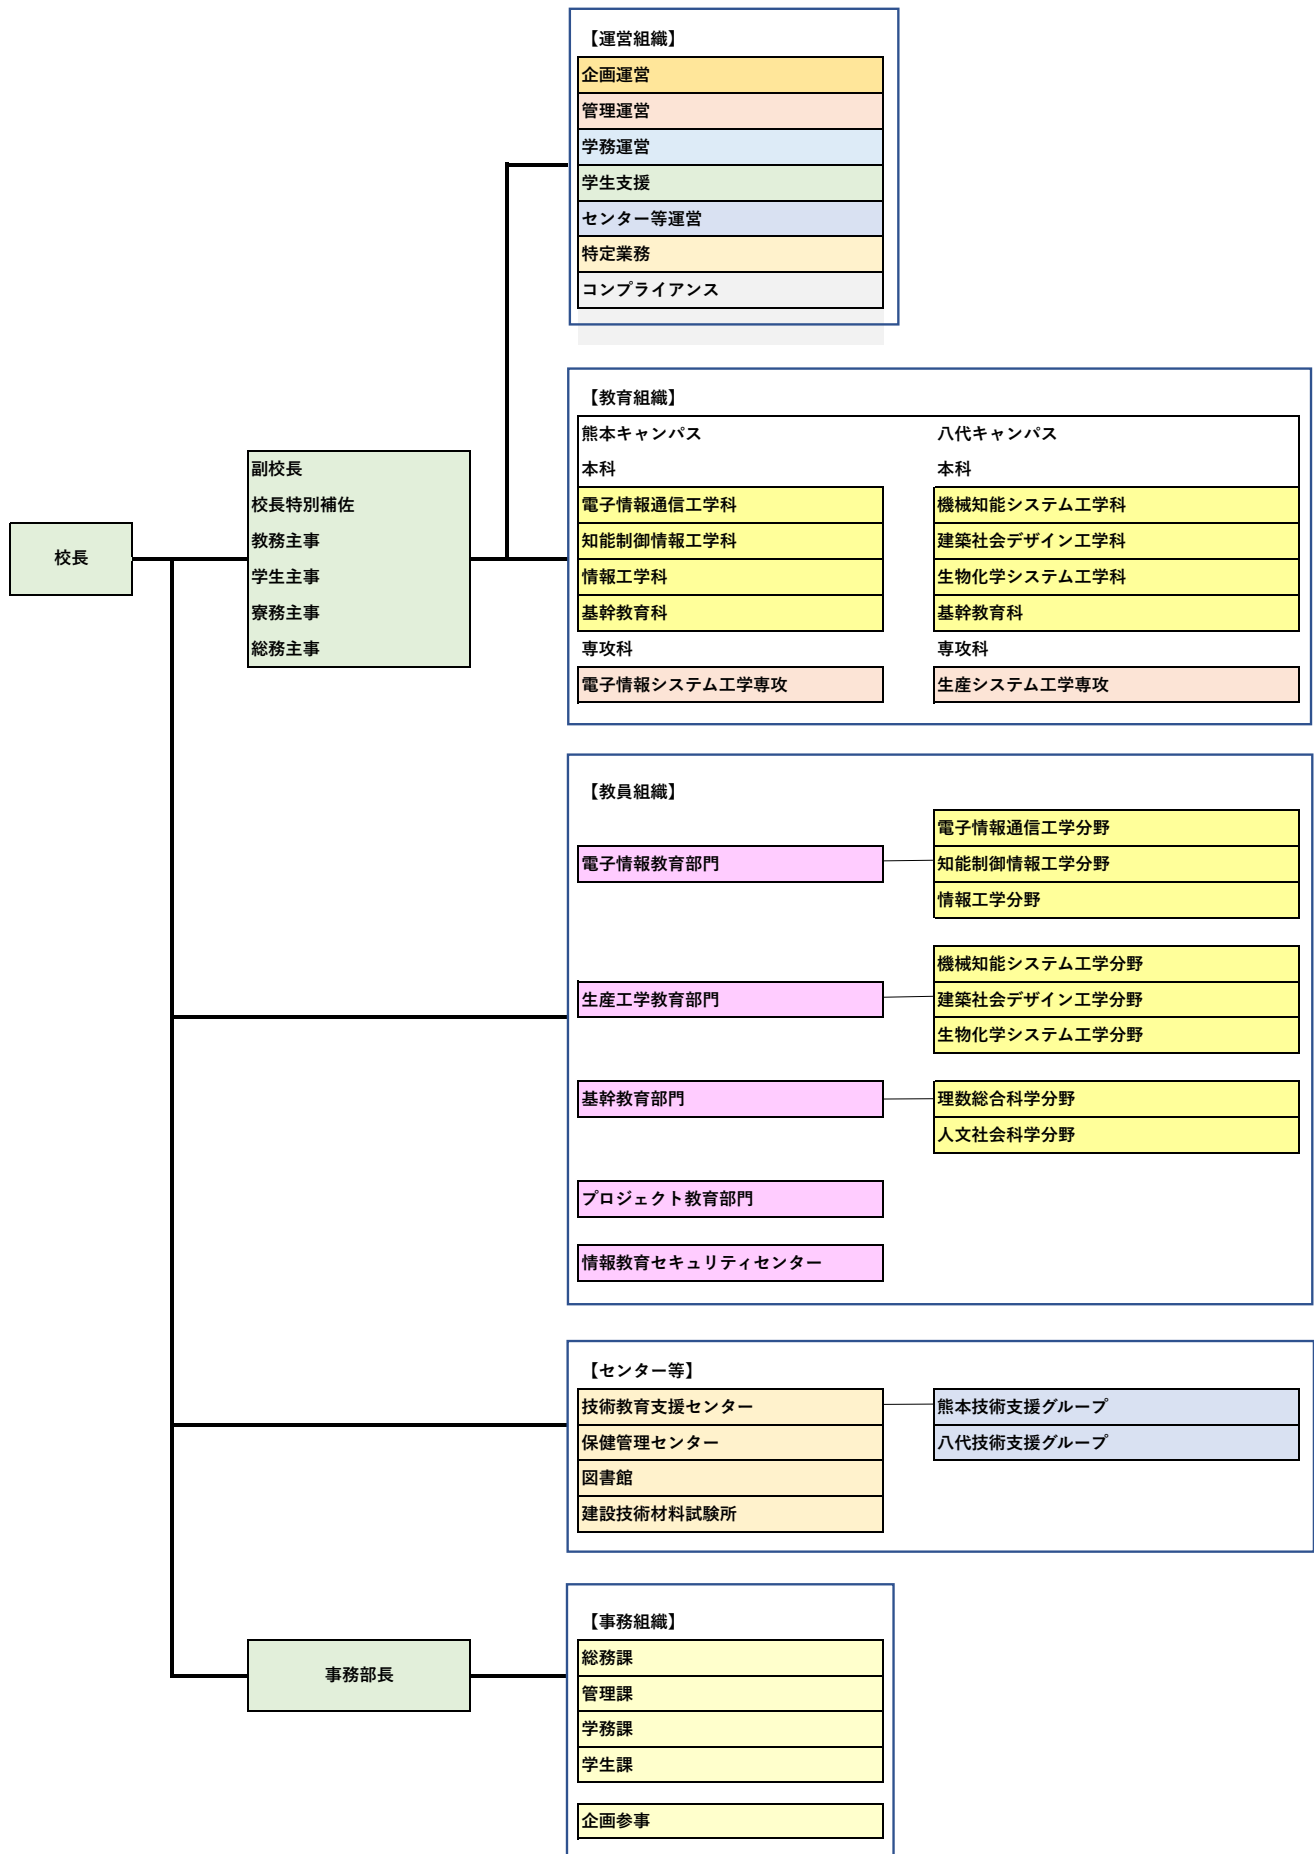 【運営組織】
企画運営
管理運営
学務運営
学生支援
センター等運営
特定業務
コンプライアンス
【教育組織】
熊本キャンパス
八代キャンパス
本科
本科
電子情報通信工学科
機械知能システム工学科
知能制御情報工学科
建築社会デザイン工学科
情報工学科
生物化学システム工学科
基幹教育科
基幹教育科
専攻科
専攻科
電子情報システム工学専攻
生産システム工学専攻
副校長
校長特別補佐
教務主事
学生主事
寮務主事
総務主事
校長
【教員組織】
電子情報教育部門
電子情報通信工学分野
知能制御情報工学分野
情報工学分野
生産工学教育部門
機械知能システム工学分野
建築社会デザイン工学分野
生物化学システム工学分野
基幹教育部門
理数総合科学分野
人文社会科学分野
プロジェクト教育部門
情報教育セキュリティセンター
【センター等】
技術教育支援センター
熊本技術支援グループ
保健管理センター
八代技術支援グループ
図書館
建設技術材料試験所
事務部長
【事務組織】
総務課
管理課
学務課
学生課
企画参事